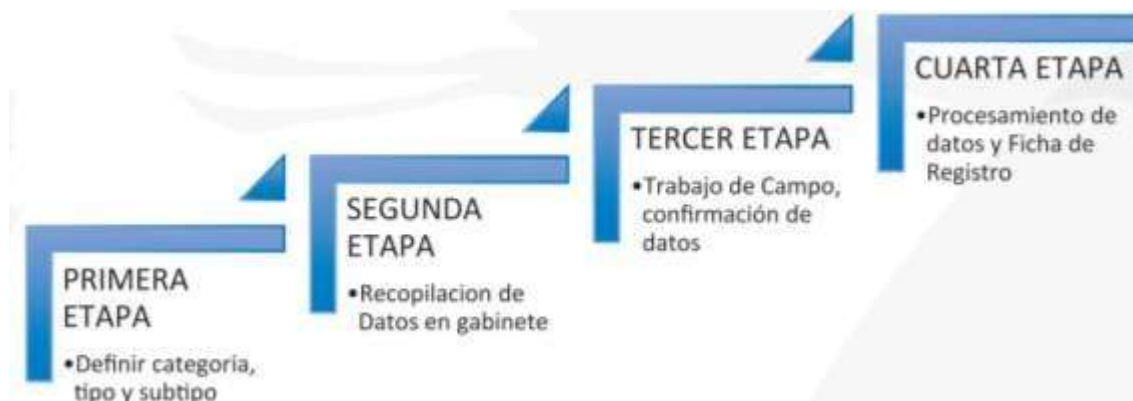 PRIMERA
ETAPA
•Definir categoría,
tipo y subtipo
SEGUNDA
ETAPA
•Recopilacion de
Datos en gabinete
TERCER ETAPA
•Trabajo de Campo,
confirmación de
datos
CUARTA ETAPA
•Procesamiento de
datos y Ficha de
Registro